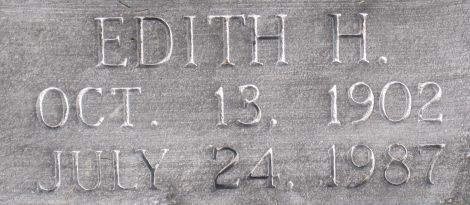 EDITH H.
OCT. 13, 1902
JULY 24, 1987